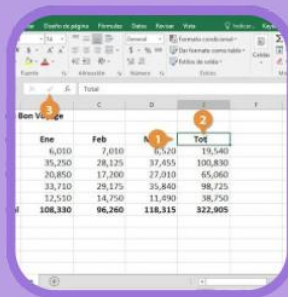 Diseño de página Fórmulas Datos Revisar Vista Indicar...
14 General Formato condicional
Dar formato como tabla
Estilos de celda
Celdas
Fuente Alineación Número Estilos
fx Total
3
C D E F
Bon Voyage
2
Ene Feb 1 Tot
6,010 7,010 6,520 19,540
35,250 28,125 37,455 100,830
20,850 17,200 27,010 65,060
33,710 29,175 35,840 98,725
12,510 14,750 11,490 38,750
108,330 96,260 118,315 322,905